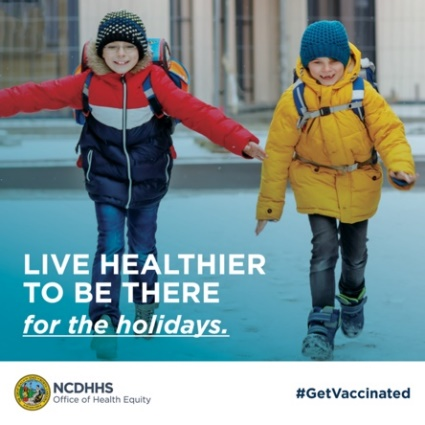 LIVE HEALTHIER
TO BE THERE
for the holidays.
NCDHHS
Office of Health Equity
#GetVaccinated